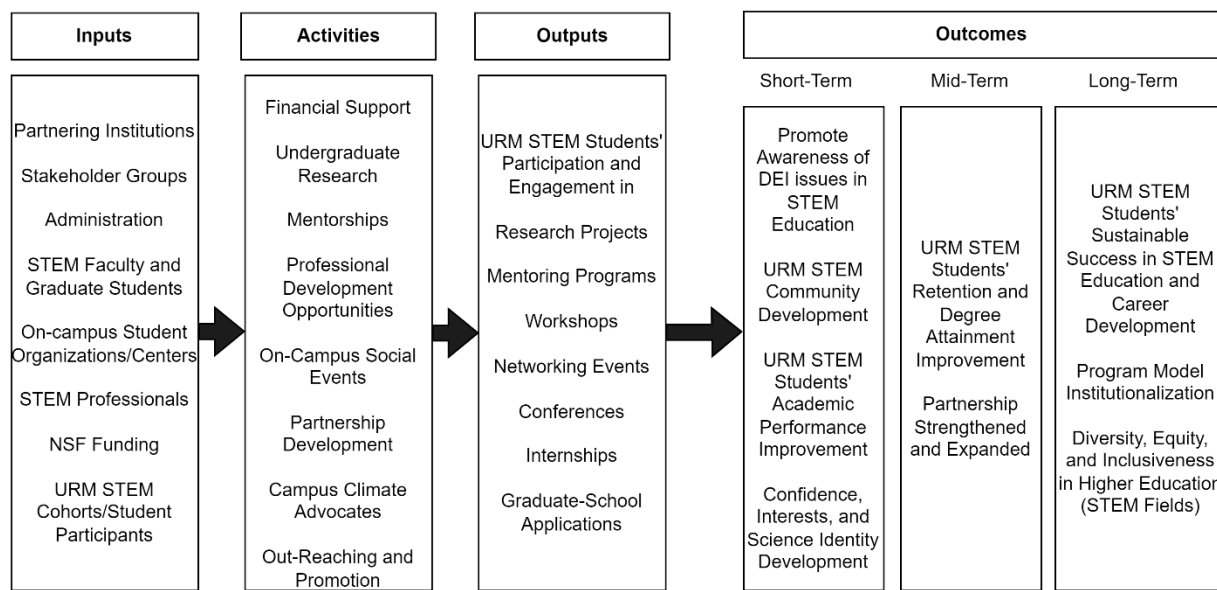 Inputs
Partnering Institutions
Stakeholder Groups
Administration
STEM Faculty and
Graduate Students
On-campus Student
Organizations/Centers
STEM Professionals
NSF Funding
URM STEM
Cohorts/Student
Participants
Activities
Financial Support
Undergraduate
Research
Mentorships
Professional
Development
Opportunities
On-Campus Social
Events
Partnership
Development
Campus Climate
Advocates
Out-Reaching and
Promotion
Outputs
URM STEM Students'
Participation and
Engagement in
Research Projects
Mentoring Programs
Workshops
Networking Events
Conferences
Internships
Graduate-School
Applications
Outcomes
Short-Term
Promote
Awareness of
DEI issues in
STEM
Education
URM STEM
Community
Development
URM STEM
Students'
Academic
Performance
Improvement
Confidence,
Interests, and
Science Identity
Development
Mid-Term
URM STEM
Students'
Retention and
Degree
Attainment
Improvement
Partnership
Strengthened
and Expanded
Long-Term
URM STEM
Students'
Sustainable
Success in STEM
Education and
Career
Development
Program Model
Institutionalization
Diversity, Equity,
and Inclusiveness
in Higher Education
(STEM Fields)